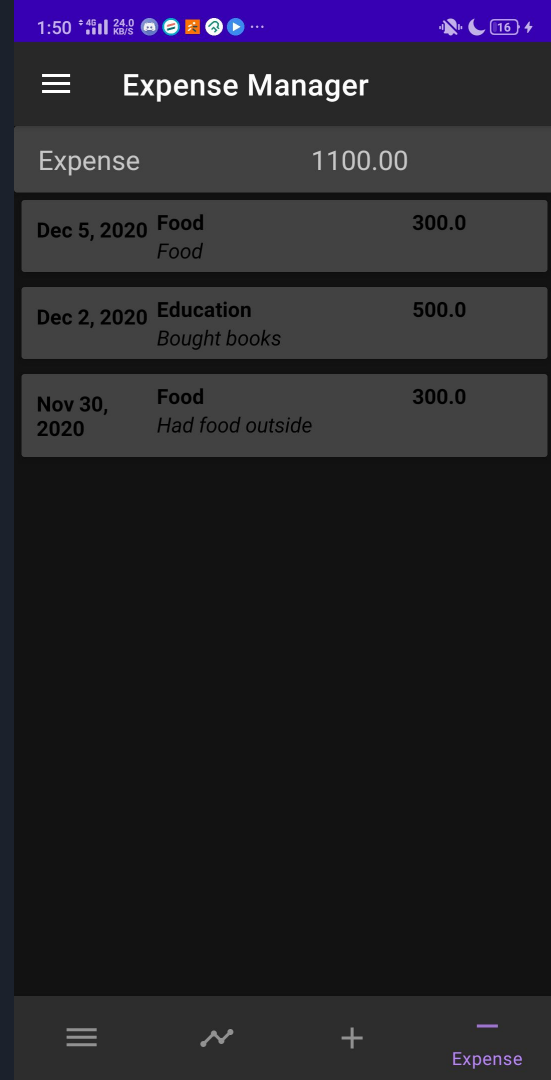 1:50 4G 24.0 KB/S 16
Expense Manager
Expense 1100.00
Dec 5, 2020 Food 300.0
Food
Dec 2, 2020 Education 500.0
Bought books
Nov 30, 2020 Food 300.0
Had food outside
Expense